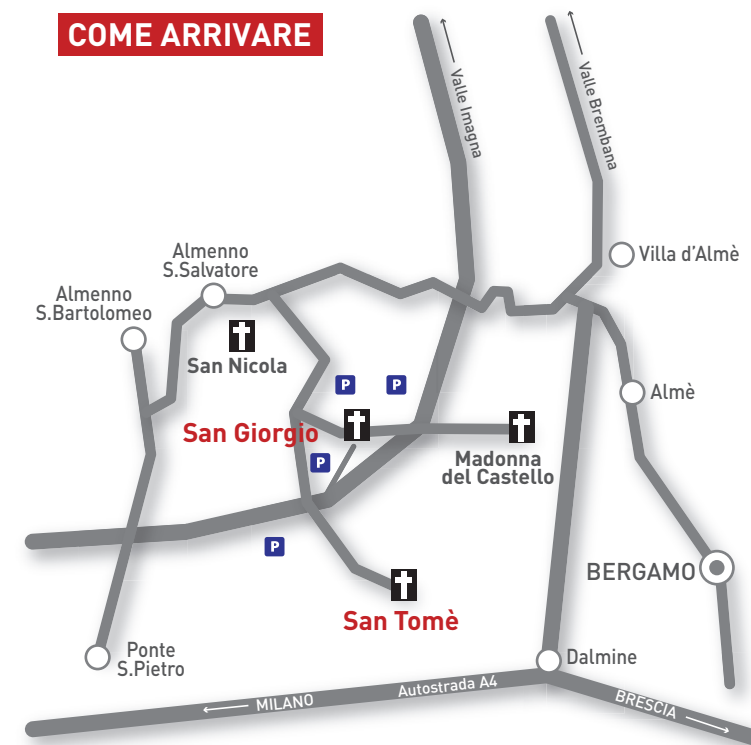 COME ARRIVARE
Valle Imagna
Valle Brembana
Almenno
S.Salvatore
Villa d'Almè
Almenno
S.Bartolomeo
San Nicola
P
P
Almè
San Giorgio
Madonna
del Castello
P
P
BERGAMO
San Tomè
Ponte
S.Pietro
Dalmine
MILANO
Autostrada A4
BRESCIA